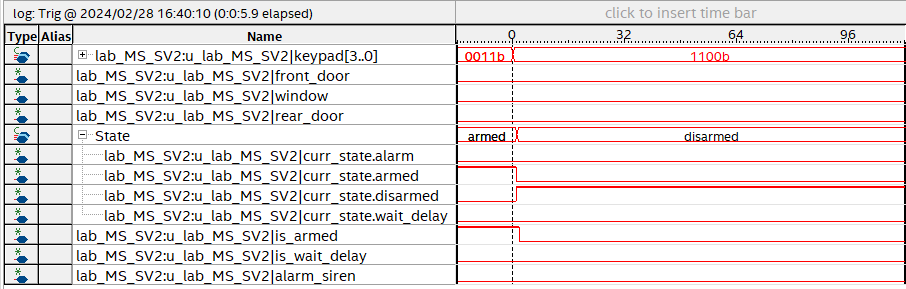 log: Trig @ 2024/02/28 16:40:10 (0:0:5.9 elapsed) click to insert time bar
Type Alias Name 0 32 64 96
lab_MS_SV2:u_lab_MS_SV2|keypad[3..0] 0011b 1100b
lab_MS_SV2:u_lab_MS_SV2|front_door
lab_MS_SV2:u_lab_MS_SV2|window
lab_MS_SV2:u_lab_MS_SV2|rear_door
State armed disarmed
lab_MS_SV2:u_lab_MS_SV2|curr_state.alarm
lab_MS_SV2:u_lab_MS_SV2|curr_state.armed
lab_MS_SV2:u_lab_MS_SV2|curr_state.disarmed
lab_MS_SV2:u_lab_MS_SV2|curr_state.wait_delay
lab_MS_SV2:u_lab_MS_SV2|is_armed
lab_MS_SV2:u_lab_MS_SV2|is_wait_delay
lab_MS_SV2:u_lab_MS_SV2|alarm_siren